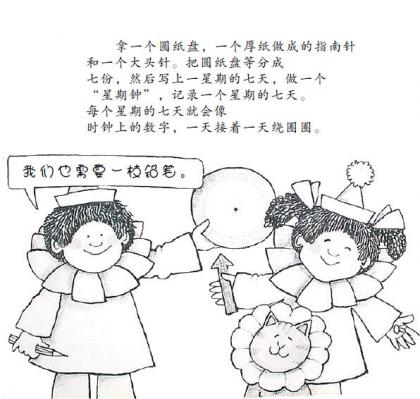 拿一个圆纸盘，一个厚纸做成的指南针
和一个大头针。把圆纸盘等分成
七份，然后写上一星期的七天，做一个
“星期钟”，记录一个星期的七天。
每个星期的七天就会像
时钟上的数字，一天接着一天绕圈圈。
我们也需要一枝铅笔。